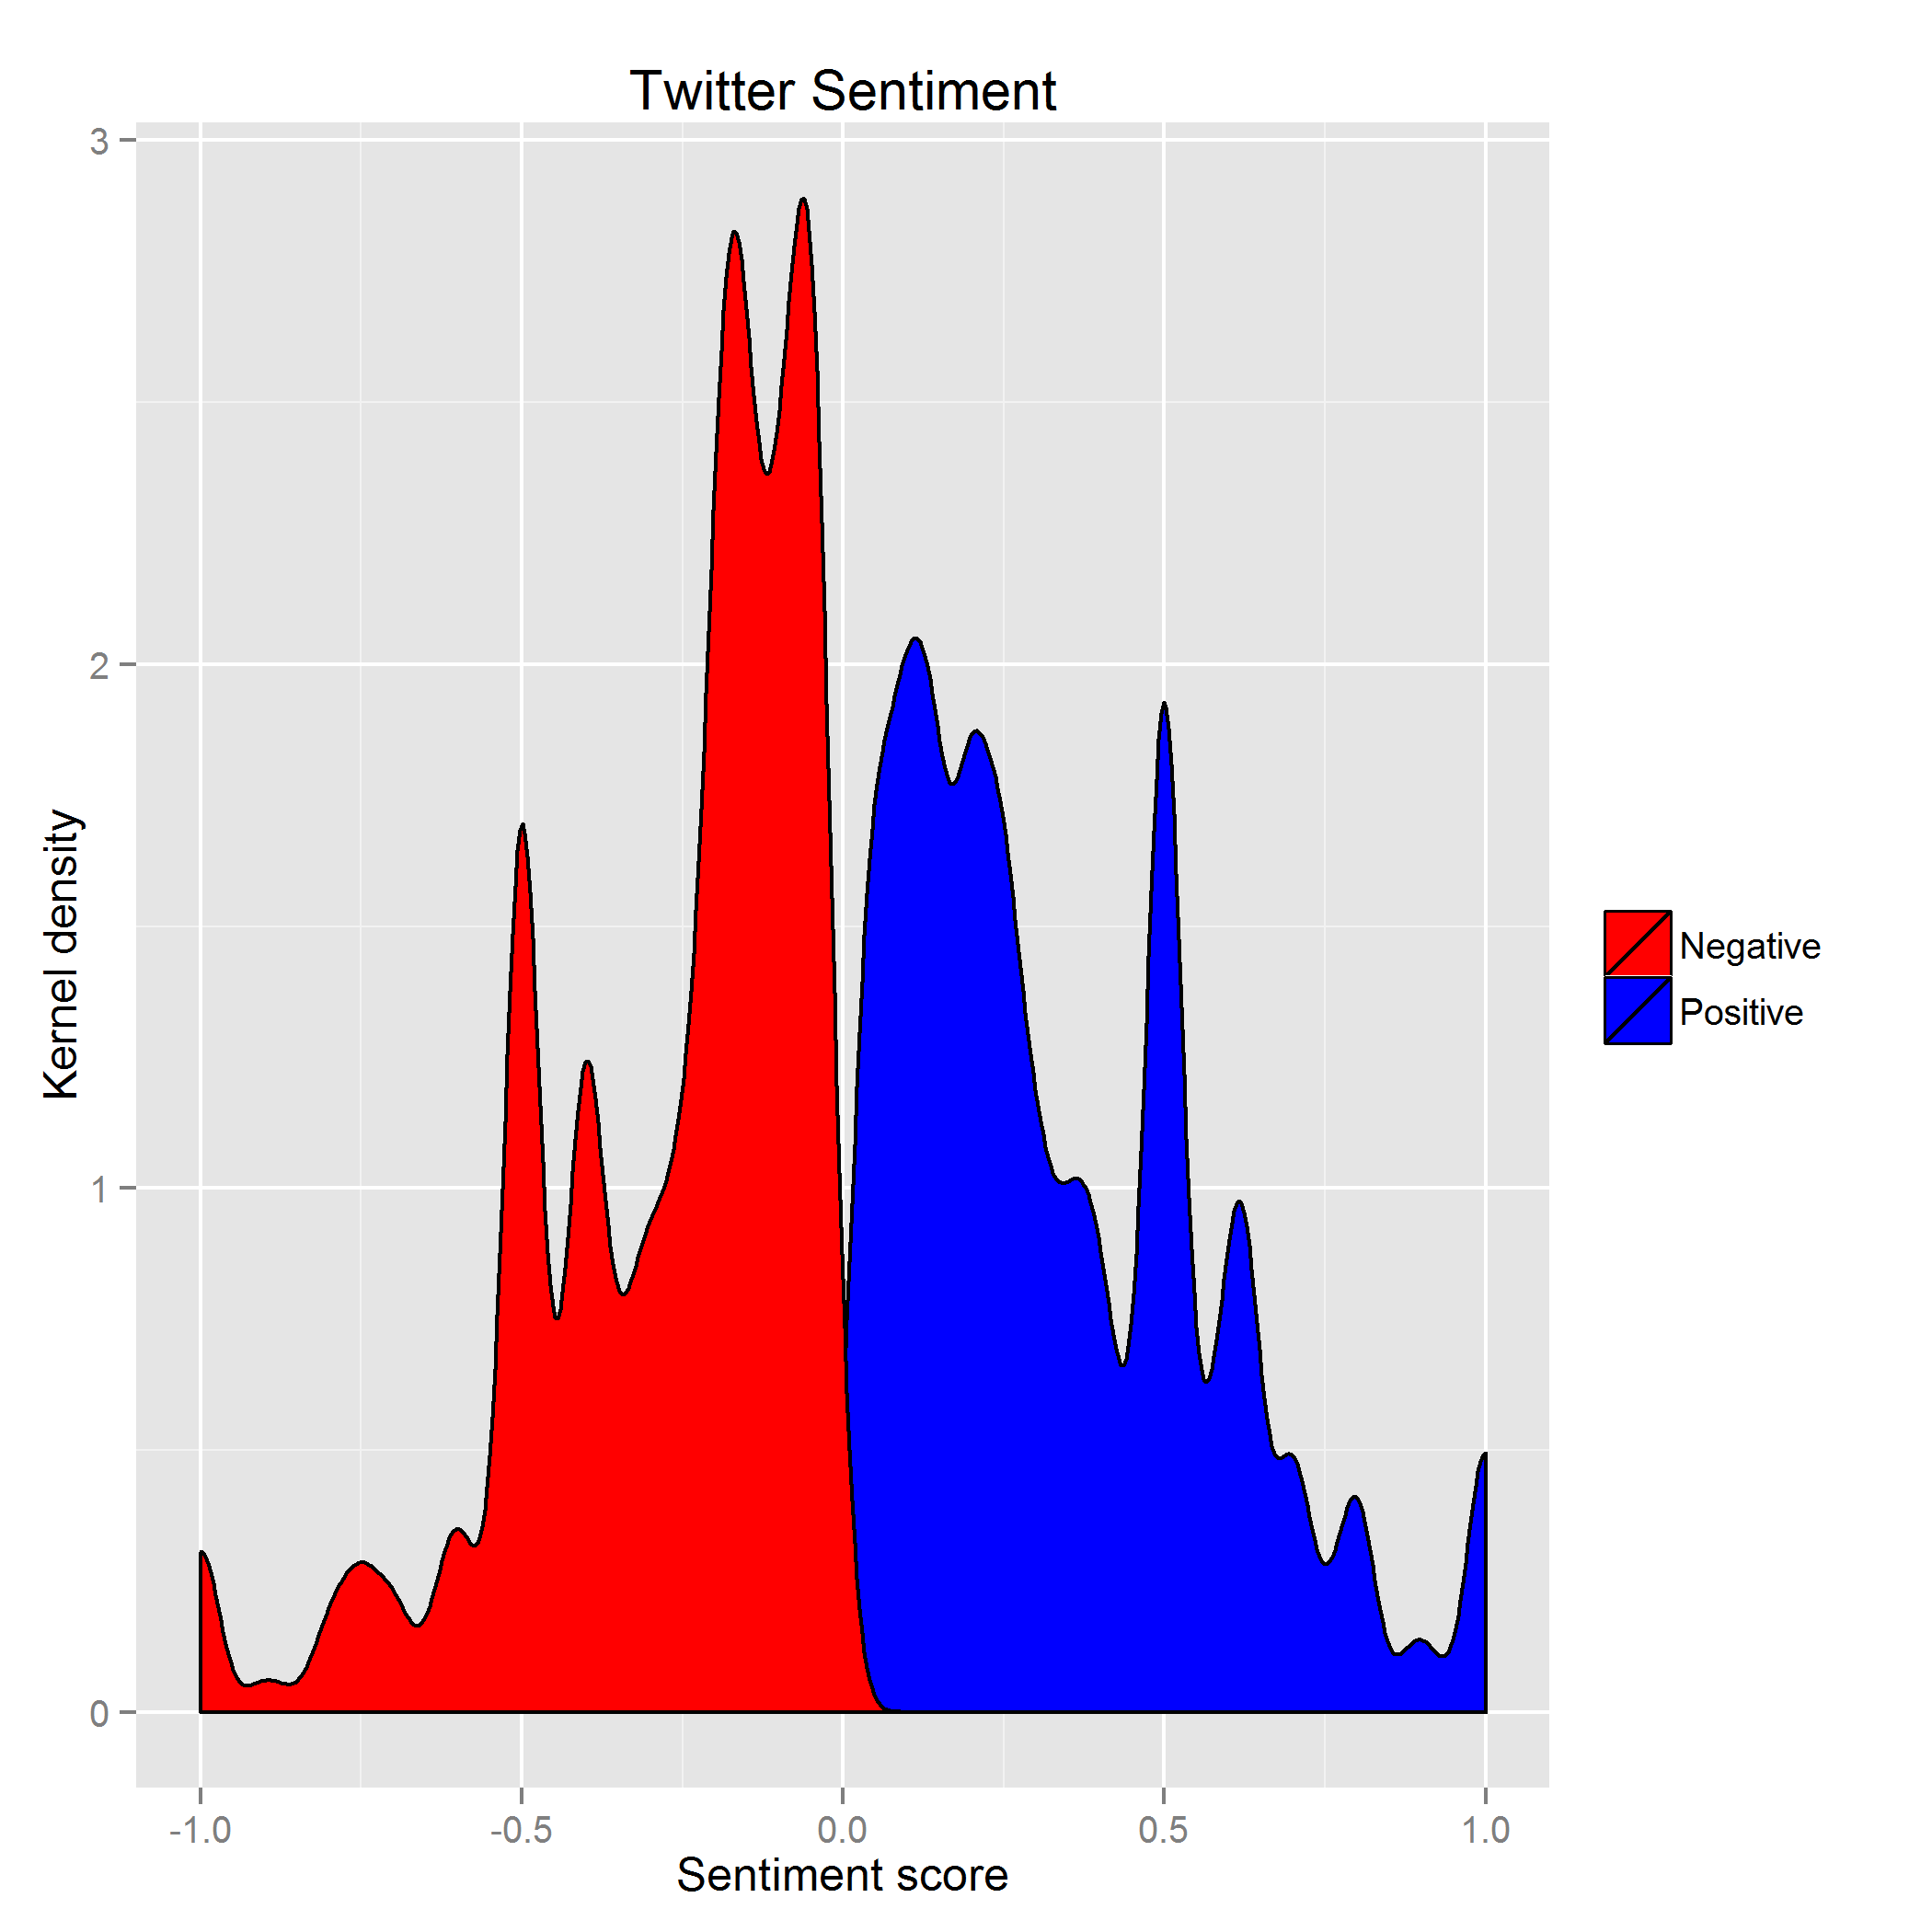 Twitter Sentiment
3
2
1
0
Kernel density
-1.0 -0.5 0.0 0.5 1.0
Sentiment score
Negative
Positive